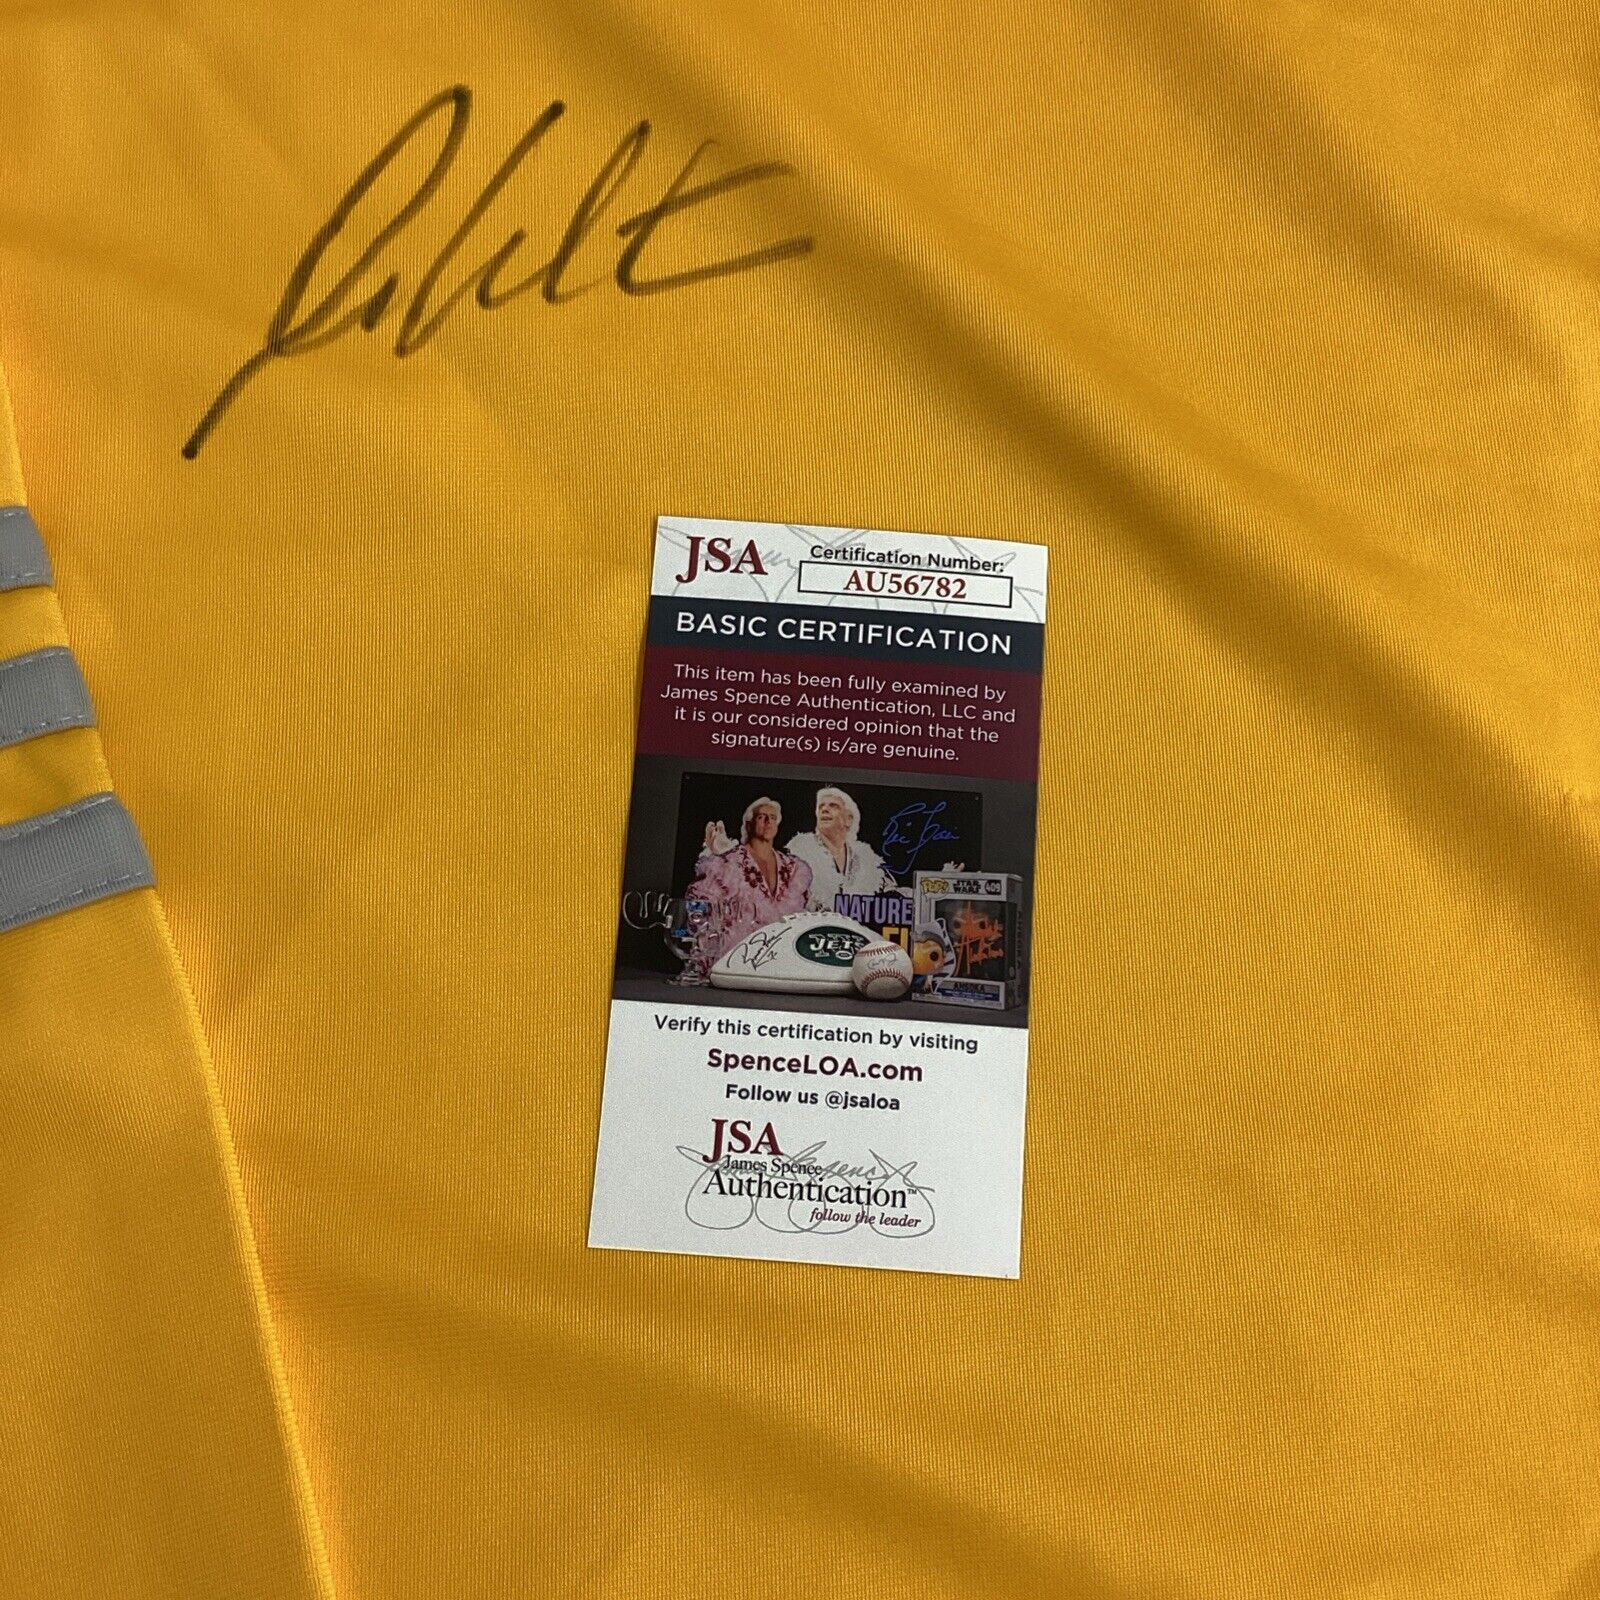 JSA
Certification Number:
AU56782
BASIC CERTIFICATION
This item has been fully examined by
James Spence Authentication, LLC and
it is our considered opinion that the
signature(s) is/are genuine.
NATURE
JETS
POP!
STAR WARS
409
AHSOKA
Verify this certification by visiting
SpenceLOA.com
Follow us @jsaloa
JSA
James Spence
Authentication™
follow the leader